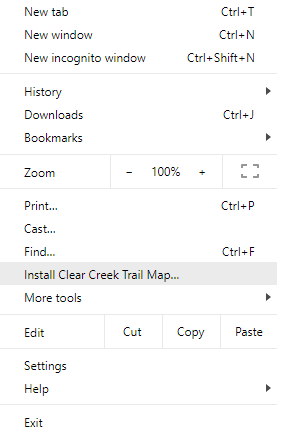 New tab Ctrl+T
New window Ctrl+N
New incognito window Ctrl+Shift+N
History
Downloads Ctrl+J
Bookmarks
Zoom − 100% +
Print... Ctrl+P
Cast...
Find... Ctrl+F
Install Clear Creek Trail Map...
More tools
Edit Cut Copy Paste
Settings
Help
Exit